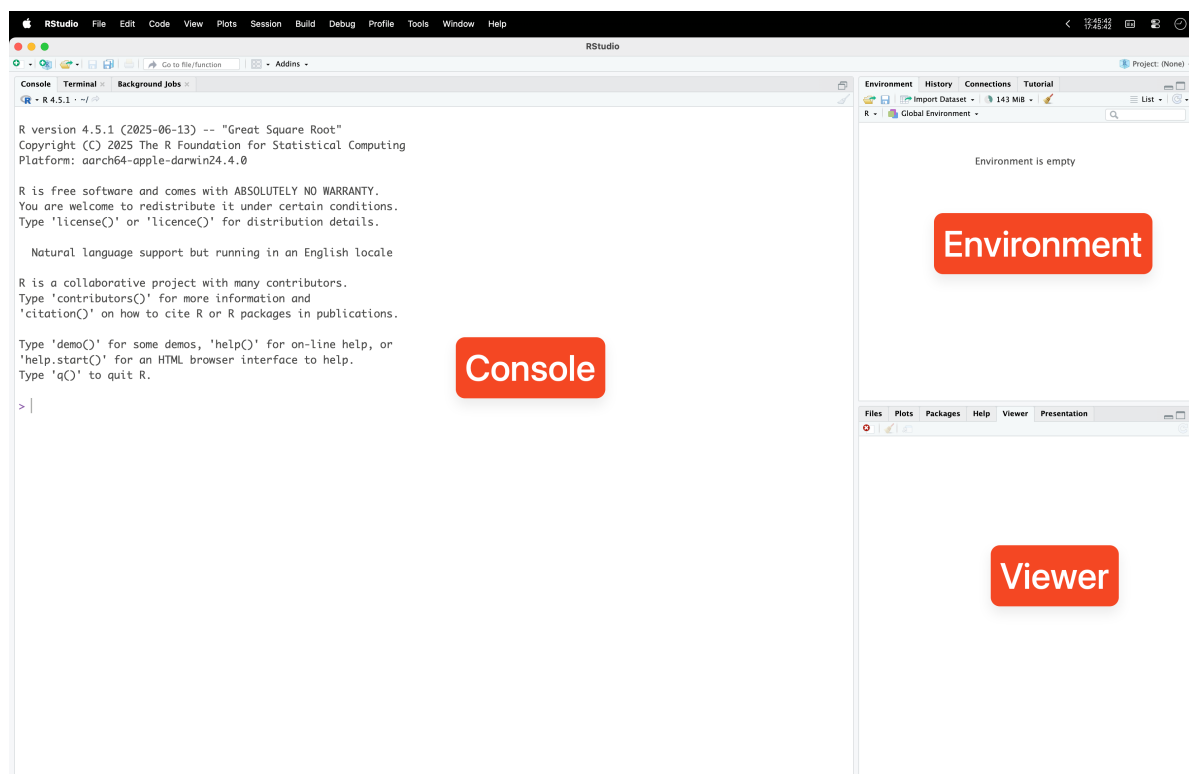 RStudio File Edit Code View Plots Session Build Debug Profile Tools Window Help
12:45:42
17:45:42
RStudio
Go to file/function Addins
Project: (None)
Console Terminal Background Jobs
R 4.5.1 · ~/
R version 4.5.1 (2025-06-13) -- "Great Square Root"
Copyright (C) 2025 The R Foundation for Statistical Computing
Platform: aarch64-apple-darwin24.4.0
R is free software and comes with ABSOLUTELY NO WARRANTY.
You are welcome to redistribute it under certain conditions.
Type 'license()' or 'licence()' for distribution details.
Natural language support but running in an English locale
R is a collaborative project with many contributors.
Type 'contributors()' for more information and
'citation()' on how to cite R or R packages in publications.
Type 'demo()' for some demos, 'help()' for on-line help, or
'help.start()' for an HTML browser interface to help.
Type 'q()' to quit R.
>
Console
Environment History Connections Tutorial
Import Dataset 143 MiB List
R Global Environment
Environment is empty
Environment
Files Plots Packages Help Viewer Presentation
Viewer